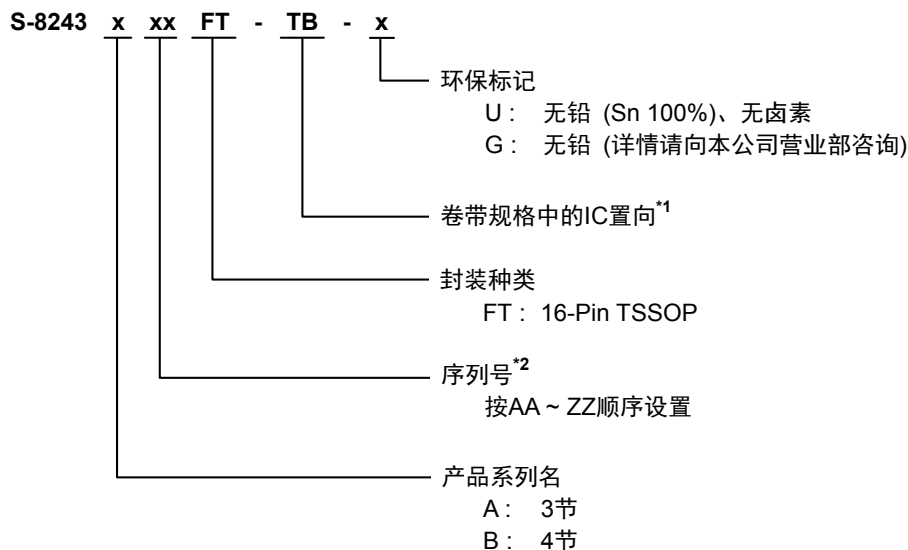 S-8243 x xx FT - TB - x
环保标记
U : 无铅 (Sn 100%)、无卤素
G : 无铅 (详情请向本公司营业部咨询)
卷带规格中的IC置向*1
封装种类
FT : 16-Pin TSSOP
序列号*2
按AA ~ ZZ顺序设置
产品系列名
A : 3节
B : 4节